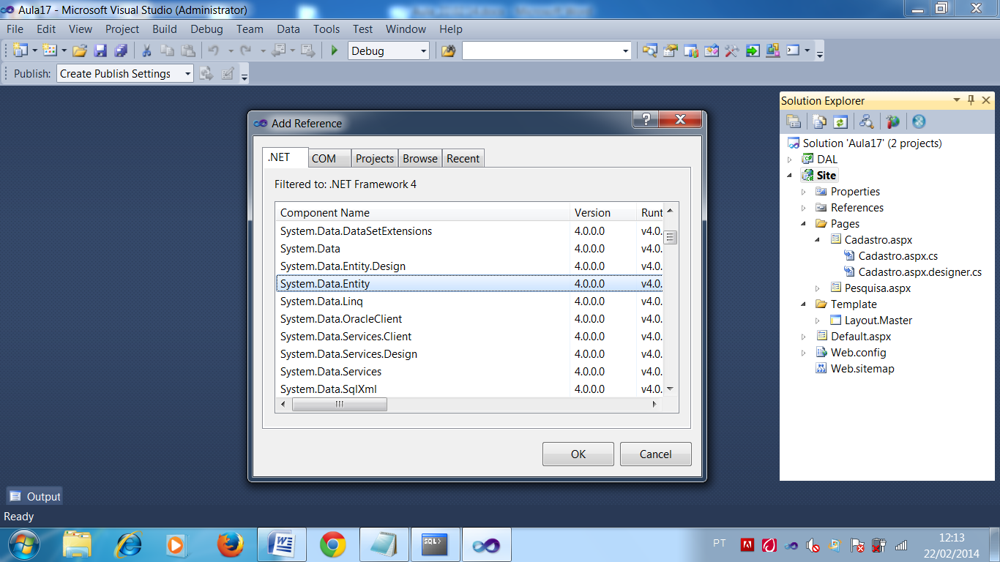 Aula17 - Microsoft Visual Studio (Administrator)
File Edit View Project Build Debug Team Data Tools Test Window Help
Debug
Publish: Create Publish Settings
Add Reference
.NET COM Projects Browse Recent
Filtered to: .NET Framework 4
Component Name Version Runt
System.Data.DataSetExtensions 4.0.0.0 v4.0.
System.Data 4.0.0.0 v4.0.
System.Data.Entity.Design 4.0.0.0 v4.0.
System.Data.Entity 4.0.0.0 v4.0.
System.Data.Linq 4.0.0.0 v4.0.
System.Data.OracleClient 4.0.0.0 v4.0.
System.Data.Services.Client 4.0.0.0 v4.0.
System.Data.Services.Design 4.0.0.0 v4.0.
System.Data.Services 4.0.0.0 v4.0.
System.Data.SqlXml 4.0.0.0 v4.0.
OK Cancel
Solution Explorer
Solution 'Aula17' (2 projects)
DAL
Site
Properties
References
Pages
Cadastro.aspx
Cadastro.aspx.cs
Cadastro.aspx.designer.cs
Pesquisa.aspx
Template
Layout.Master
Default.aspx
Web.config
Web.sitemap
Output
Ready
SQL>
PT
12:13
22/02/2014